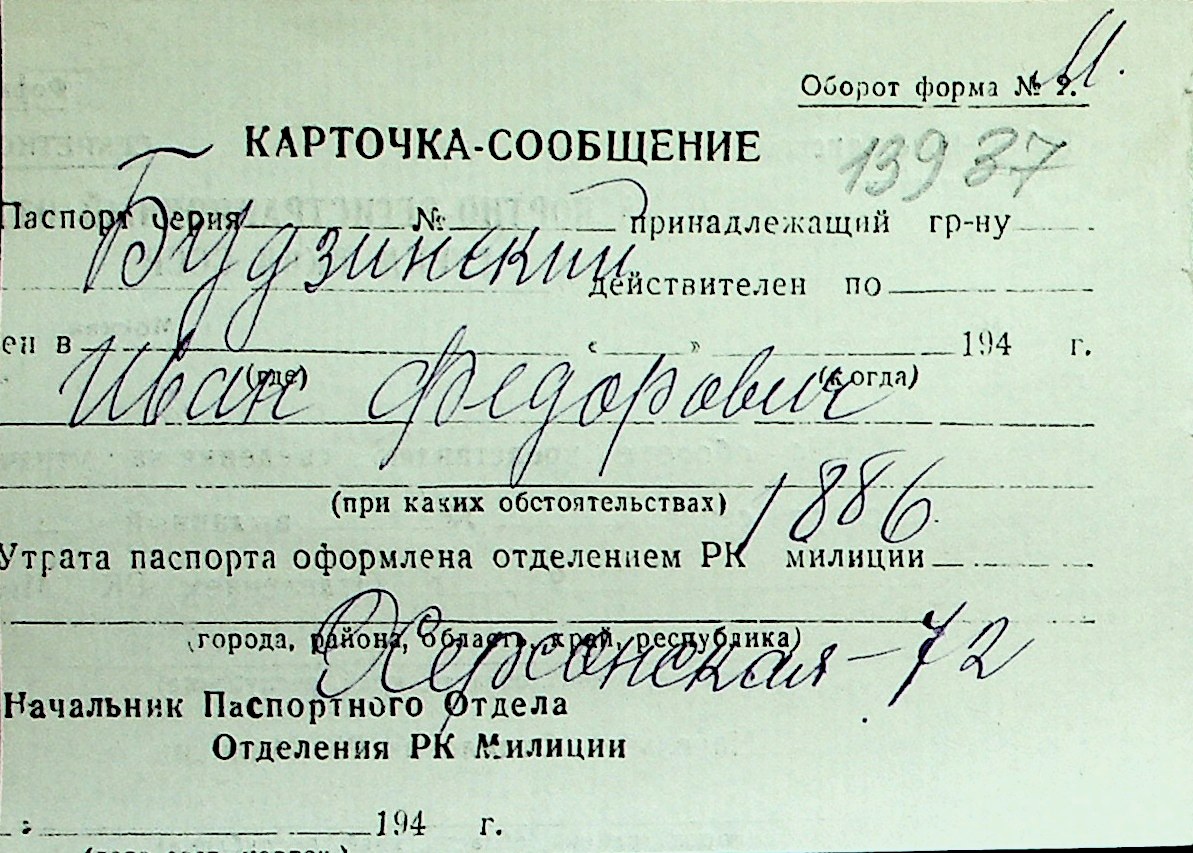 Оборот форма № 9.
М.
КАРТОЧКА-СООБЩЕНИЕ
13937
Паспорт серия № принадлежащий гр-ну
Будзинский
действителен по
ен в « » 194 г.
(где) (когда)
Иван Федорович
(при каких обстоятельствах)
1886
Утрата паспорта оформлена отделением РК милиции
(города, района, область, край, республика)
Херсонская - 72
Начальник Паспортного Отдела
Отделения РК Милиции
194 г.